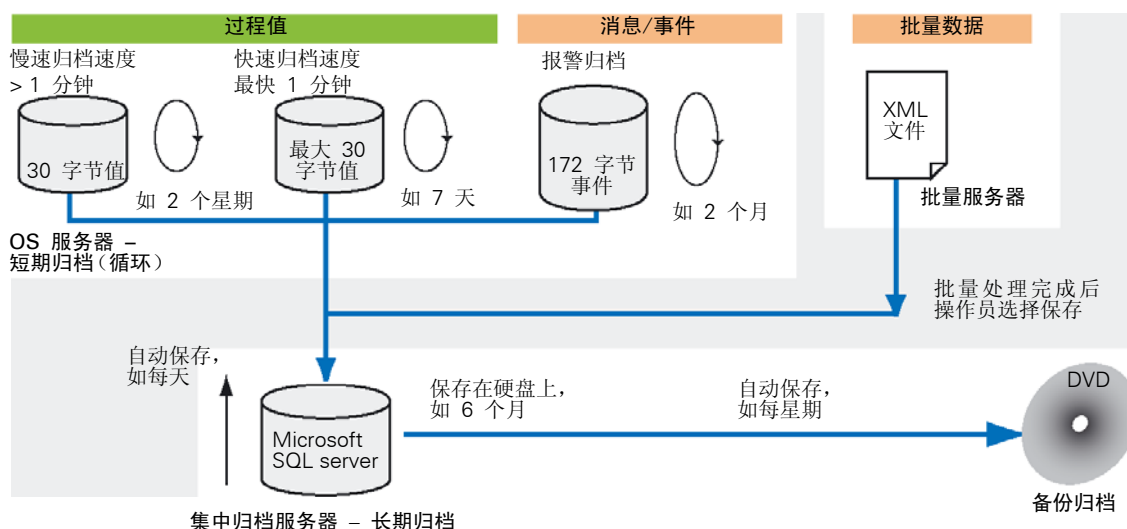 过程值
消息/事件
批量数据
慢速归档速度
> 1 分钟
快速归档速度
最快 1 分钟
报警归档
30 字节值
最大 30
字节值
172 字节
事件
XML
文件
如 2 个星期
如 7 天
如 2 个月
批量服务器
OS 服务器 –
短期归档(循环)
批量处理完成后
操作员选择保存
自动保存,
如每天
保存在硬盘上,
如 6 个月
自动保存,
如每星期
DVD
Microsoft
SQL server
备份归档
集中归档服务器 – 长期归档